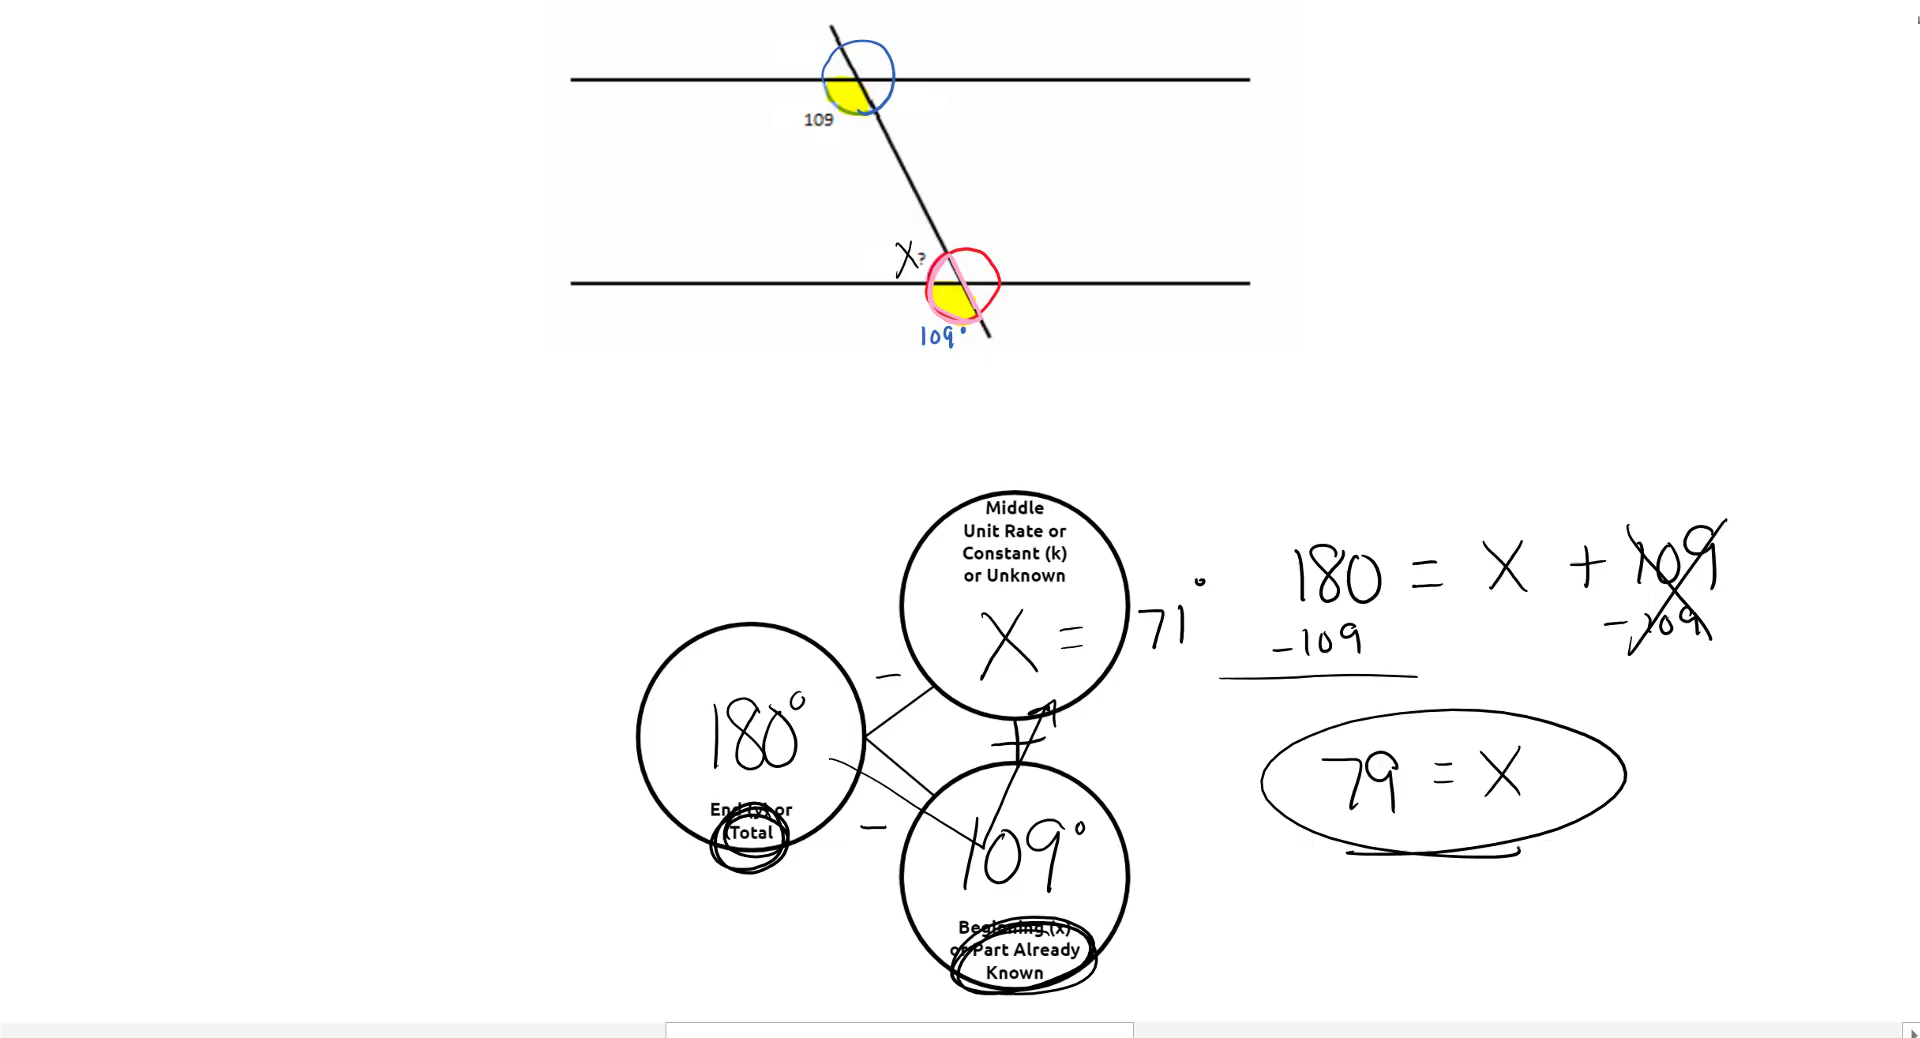 109
X?
109°
Middle
Unit Rate or
Constant (k)
or Unknown
X = 71°
180 = X + 109
-109 -109
79 = X
180°
End (y) or
Total
-
-
+
109°
Beginning (x)
or Part Already
Known